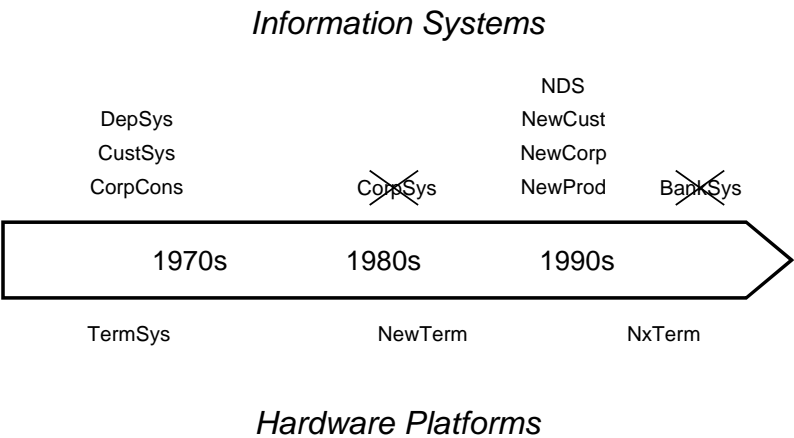 Information Systems
NDS
DepSys NewCust
CustSys NewCorp
CorpCons CorpSys NewProd BankSys
1970s 1980s 1990s
TermSys NewTerm NxTerm
Hardware Platforms